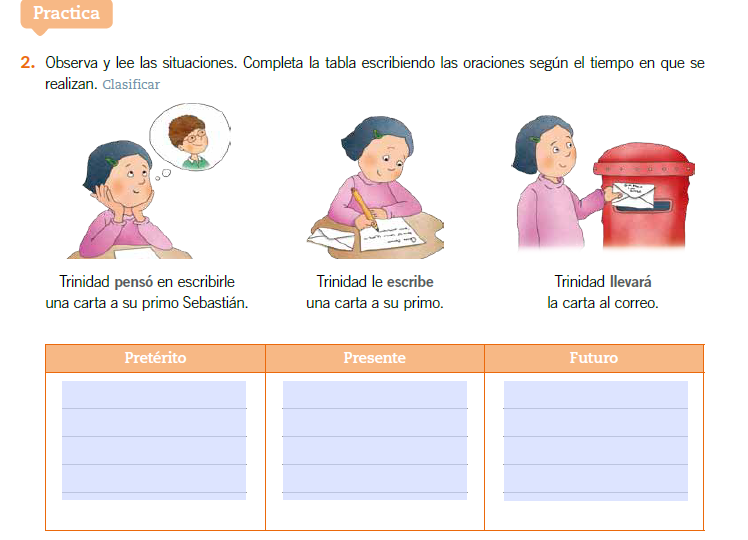 Practica
2. Observa y lee las situaciones. Completa la tabla escribiendo las oraciones según el tiempo en que se
realizan. Clasificar
Trinidad pensó en escribirle
una carta a su primo Sebastián.
Trinidad le escribe
una carta a su primo.
Trinidad llevará
la carta al correo.
Pretérito
Presente
Futuro